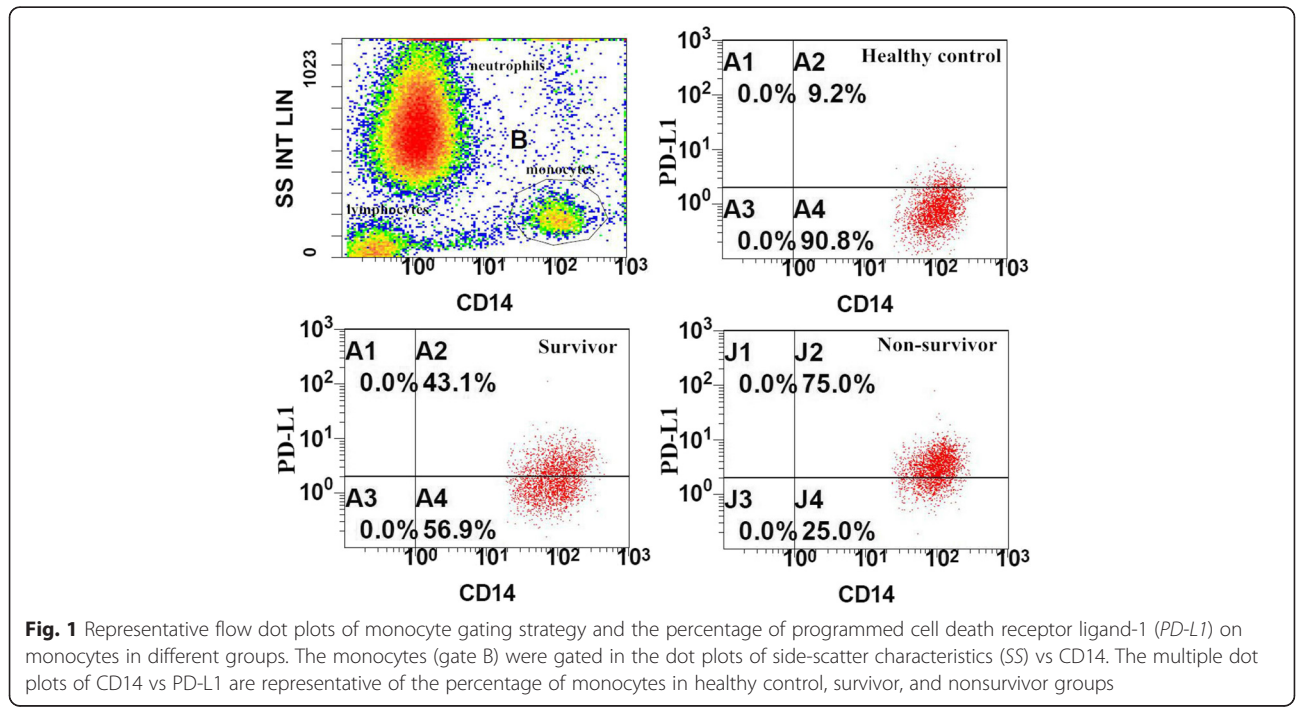 neutrophils
B
monocytes
lymphocytes
SS INT LIN
1023
0
10⁰ 10¹ 10² 10³
CD14
Healthy control
A1 A2
0.0% 9.2%
A3 A4
0.0% 90.8%
PD-L1
10³
10²
10¹
10⁰
10⁰ 10¹ 10² 10³
CD14
Survivor
A1 A2
0.0% 43.1%
A3 A4
0.0% 56.9%
PD-L1
10³
10²
10¹
10⁰
10⁰ 10¹ 10² 10³
CD14
Non-survivor
J1 J2
0.0% 75.0%
J3 J4
0.0% 25.0%
PD-L1
10³
10²
10¹
10⁰
10⁰ 10¹ 10² 10³
CD14
Fig. 1 Representative flow dot plots of monocyte gating strategy and the percentage of programmed cell death receptor ligand-1 (PD-L1) on
monocytes in different groups. The monocytes (gate B) were gated in the dot plots of side-scatter characteristics (SS) vs CD14. The multiple dot
plots of CD14 vs PD-L1 are representative of the percentage of monocytes in healthy control, survivor, and nonsurvivor groups